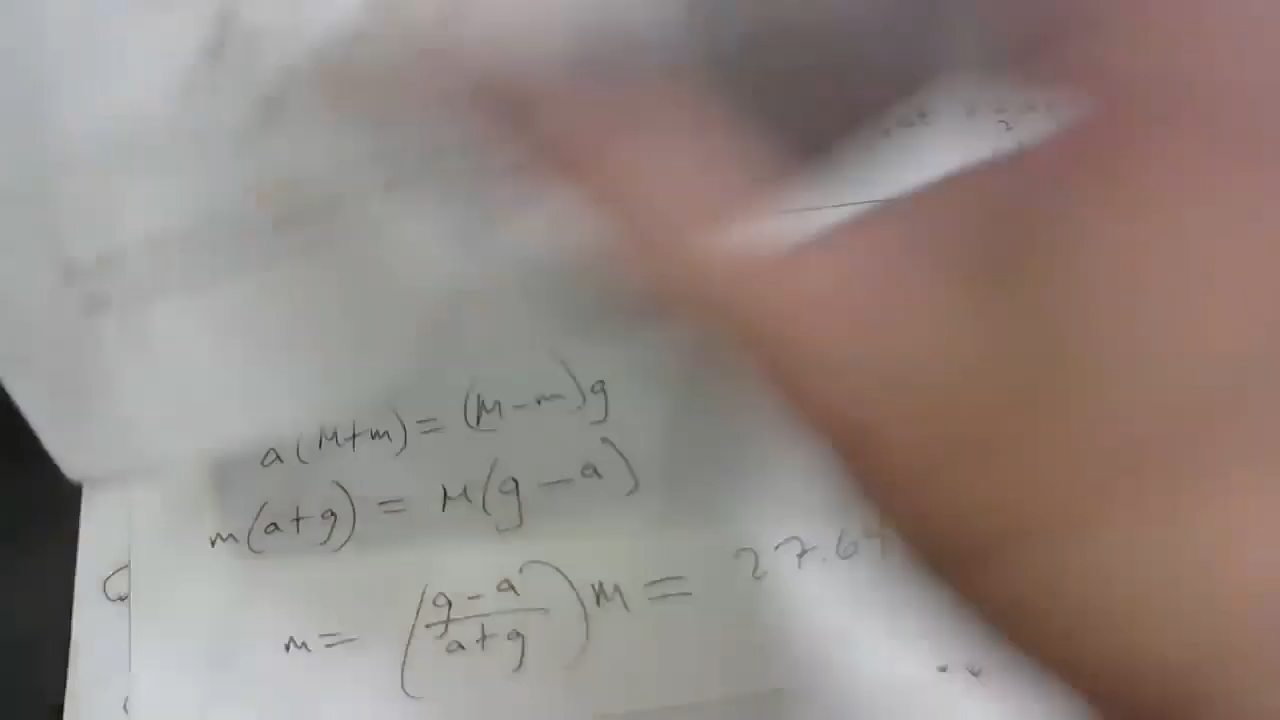 a(M+m) = (M-m)g
m(a+g) = M(g-a)
m = ((g-a)/(a+g)) M = 27.6